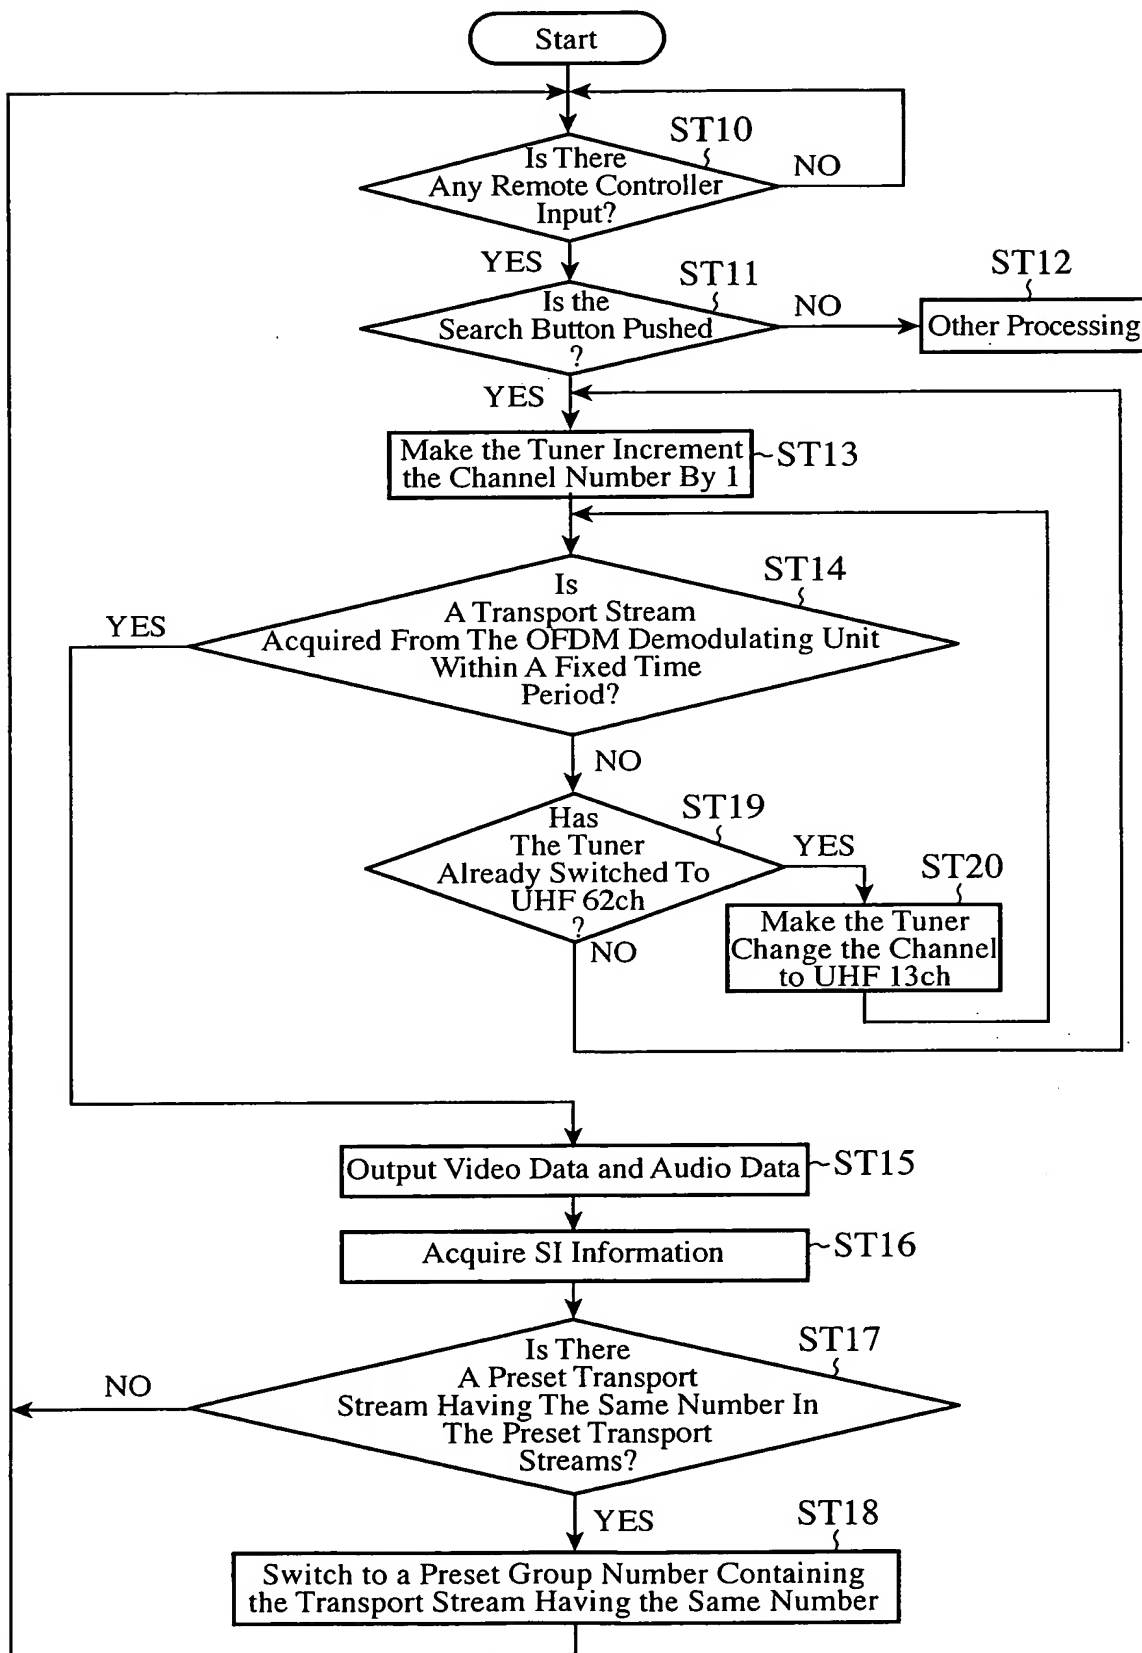 Start
ST10
Is There
Any Remote Controller
Input?
NO
YES
ST11
Is the
Search Button Pushed
?
NO
ST12
Other Processing
YES
Make the Tuner Increment
the Channel Number By 1
ST13
ST14
Is
A Transport Stream
Acquired From The OFDM Demodulating Unit
Within A Fixed Time
Period?
YES
NO
ST19
Has
The Tuner
Already Switched To
UHF 62ch
?
YES
NO
ST20
Make the Tuner
Change the Channel
to UHF 13ch
Output Video Data and Audio Data
ST15
Acquire SI Information
ST16
ST17
Is There
A Preset Transport
Stream Having The Same Number In
The Preset Transport
Streams?
NO
YES
ST18
Switch to a Preset Group Number Containing
the Transport Stream Having the Same Number